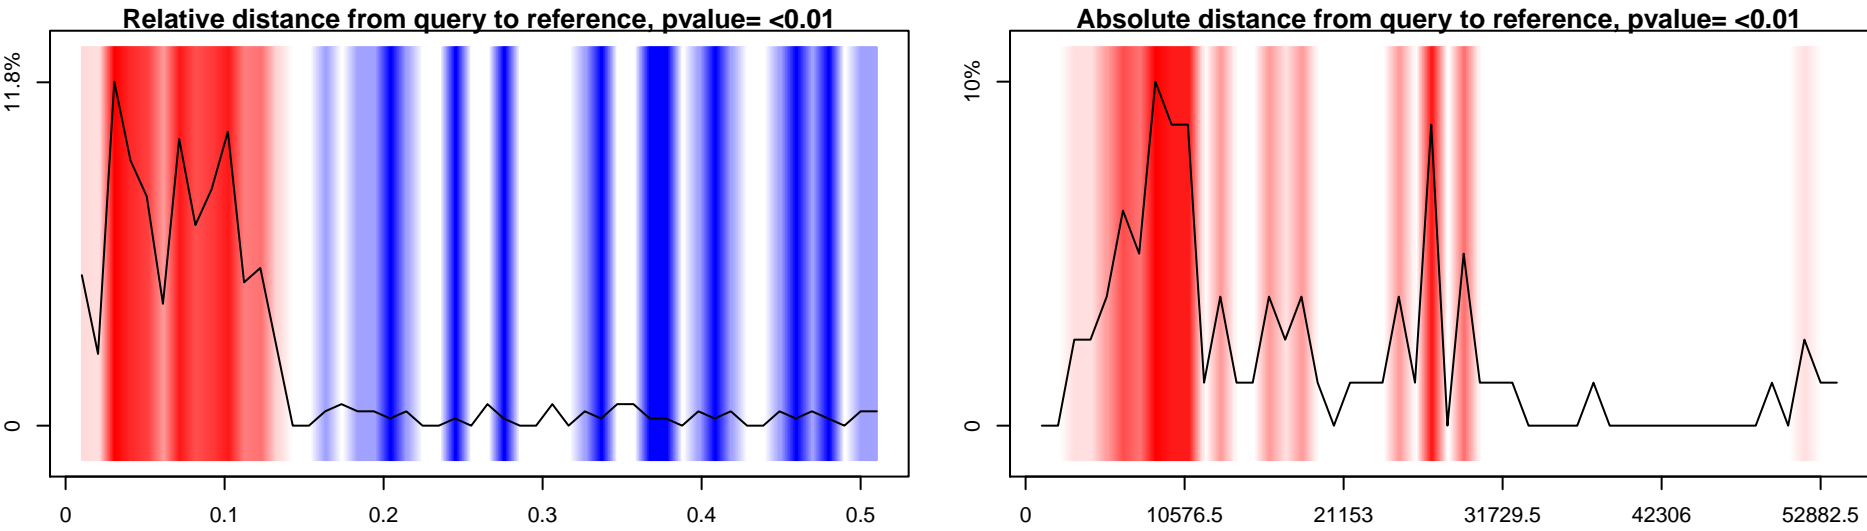 Relative distance from query to reference, pvalue= <0.01
11.8%
0
0 0.1 0.2 0.3 0.4 0.5
Absolute distance from query to reference, pvalue= <0.01
10%
0
0 10576.5 21153 31729.5 42306 52882.5